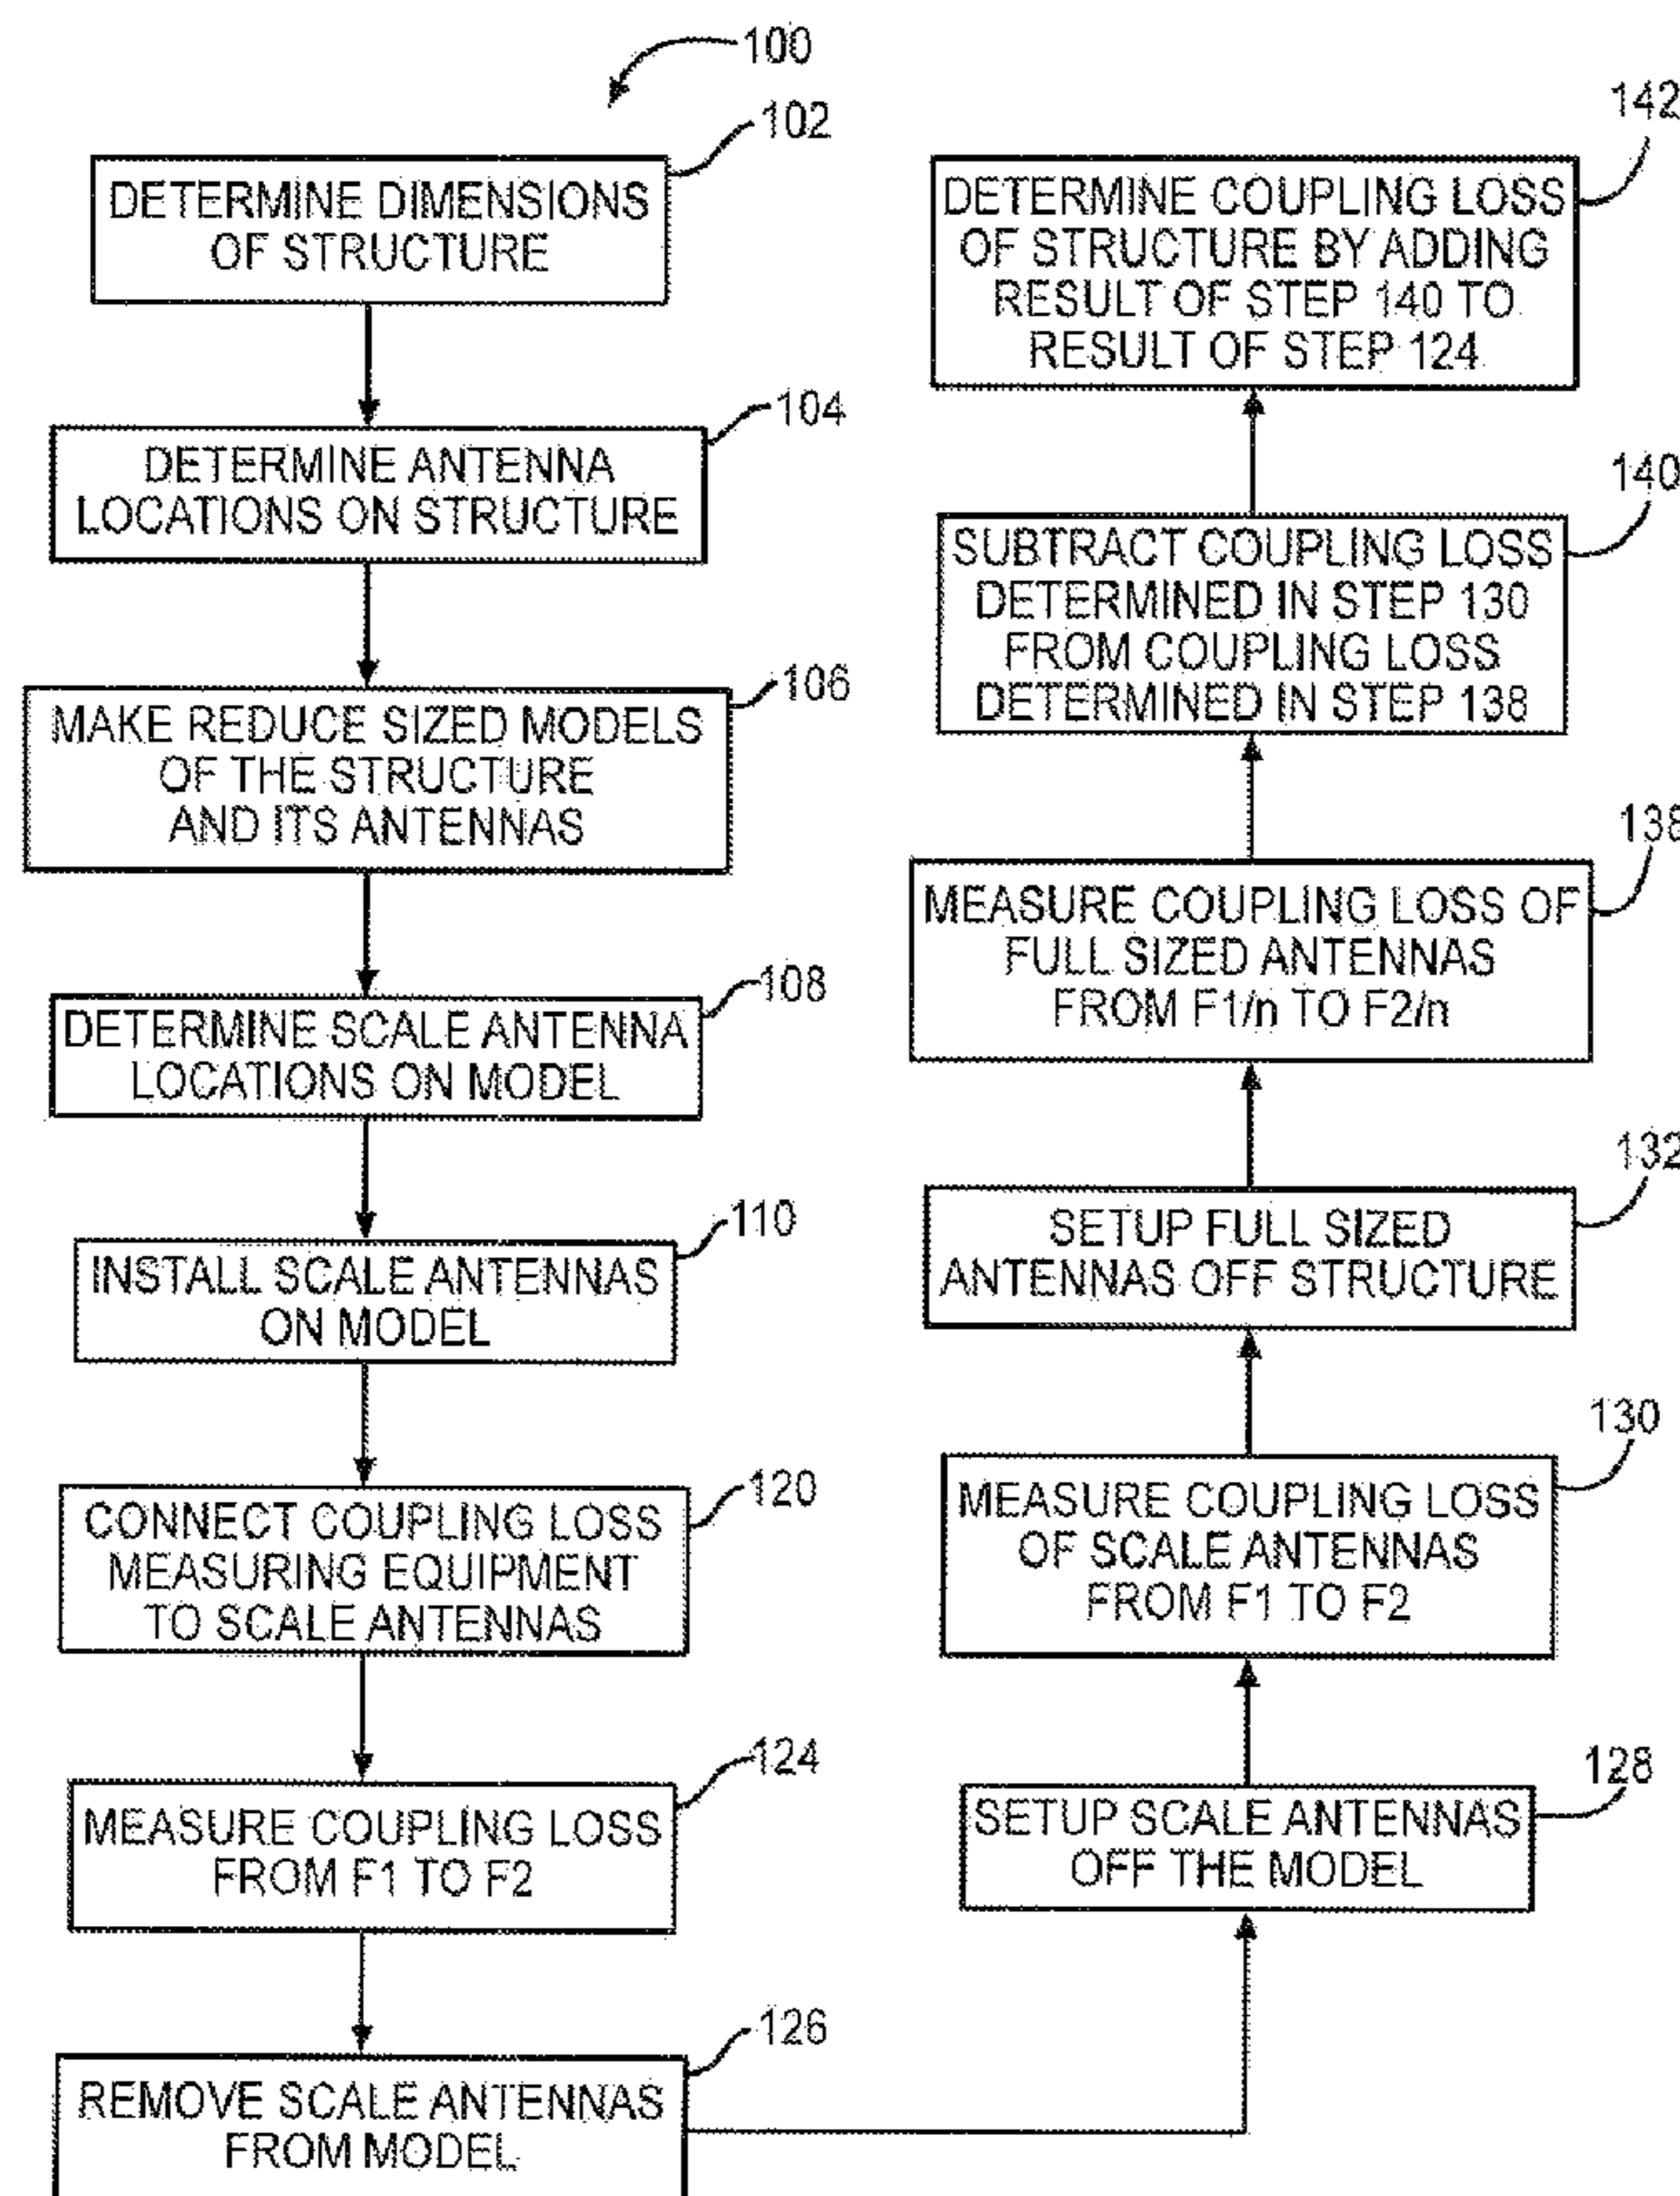 100
102
DETERMINE DIMENSIONS
OF STRUCTURE
104
DETERMINE ANTENNA
LOCATIONS ON STRUCTURE
106
MAKE REDUCE SIZED MODELS
OF THE STRUCTURE
AND ITS ANTENNAS
108
DETERMINE SCALE ANTENNA
LOCATIONS ON MODEL
110
INSTALL SCALE ANTENNAS
ON MODEL
120
CONNECT COUPLING LOSS
MEASURING EQUIPMENT
TO SCALE ANTENNAS
124
MEASURE COUPLING LOSS
FROM F1 TO F2
126
REMOVE SCALE ANTENNAS
FROM MODEL
128
SETUP SCALE ANTENNAS
OFF THE MODEL
130
MEASURE COUPLING LOSS
OF SCALE ANTENNAS
FROM F1 TO F2
132
SETUP FULL SIZED
ANTENNAS OFF STRUCTURE
138
MEASURE COUPLING LOSS OF
FULL SIZED ANTENNAS
FROM F1/n TO F2/n
140
SUBTRACT COUPLING LOSS
DETERMINED IN STEP 130
FROM COUPLING LOSS
DETERMINED IN STEP 138
142
DETERMINE COUPLING LOSS
OF STRUCTURE BY ADDING
RESULT OF STEP 140 TO
RESULT OF STEP 124